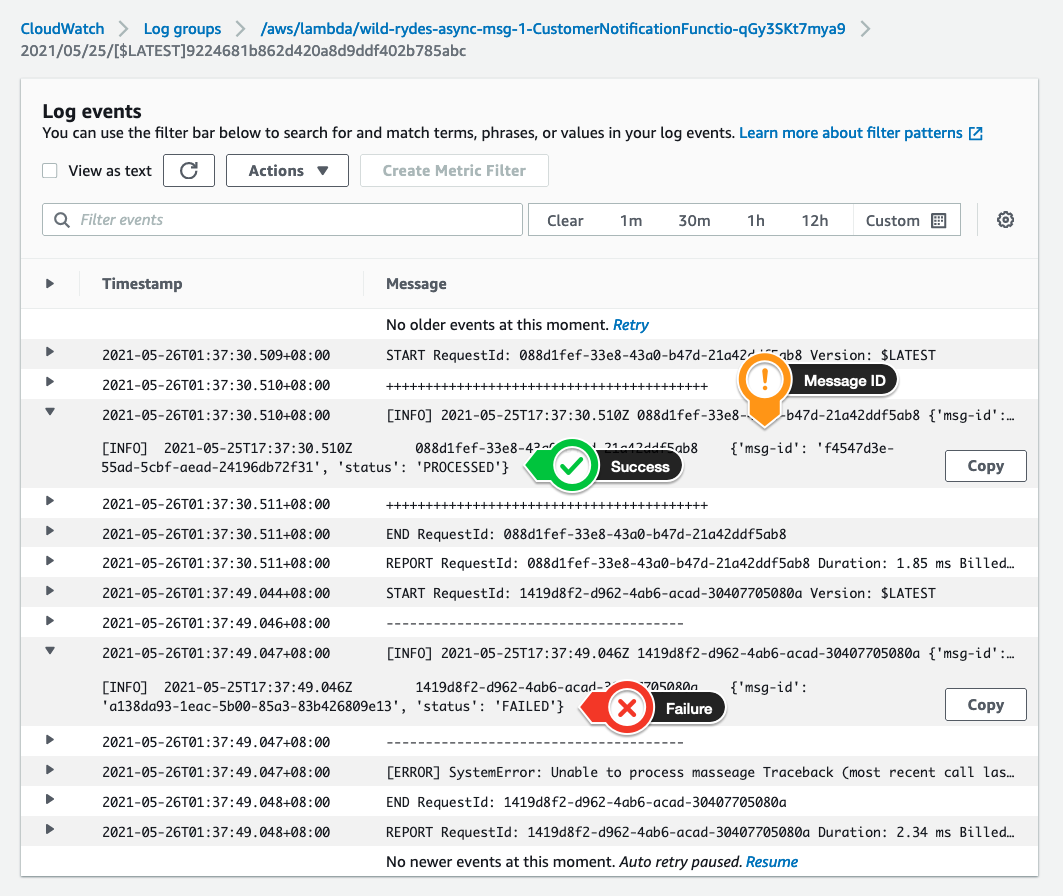 CloudWatch > Log groups > /aws/lambda/wild-rydes-async-msg-1-CustomerNotificationFunctio-qGy3SKt7mya9 >
2021/05/25/[$LATEST]9224681b862d420a8d9ddf402b785abc
Log events
You can use the filter bar below to search for and match terms, phrases, or values in your log events. Learn more about filter patterns
View as text Actions Create Metric Filter
Filter events Clear 1m 30m 1h 12h Custom
Timestamp Message
No older events at this moment. Retry
2021-05-26T01:37:30.509+08:00 START RequestId: 088d1fef-33e8-43a0-b47d-21a42ddf5ab8 Version: $LATEST
2021-05-26T01:37:30.510+08:00 +++++++++++++++++++++++++++++++++++++++++
Message ID
2021-05-26T01:37:30.510+08:00 [INFO] 2021-05-25T17:37:30.510Z 088d1fef-33e8-43a0-b47d-21a42ddf5ab8 {'msg-id':…
[INFO] 2021-05-25T17:37:30.510Z 088d1fef-33e8-43a0-b47d-21a42ddf5ab8 {'msg-id': 'f4547d3e-
55ad-5cbf-aead-24196db72f31', 'status': 'PROCESSED'} Success Copy
2021-05-26T01:37:30.511+08:00 +++++++++++++++++++++++++++++++++++++++++
2021-05-26T01:37:30.511+08:00 END RequestId: 088d1fef-33e8-43a0-b47d-21a42ddf5ab8
2021-05-26T01:37:30.511+08:00 REPORT RequestId: 088d1fef-33e8-43a0-b47d-21a42ddf5ab8 Duration: 1.85 ms Billed…
2021-05-26T01:37:49.044+08:00 START RequestId: 1419d8f2-d962-4ab6-acad-30407705080a Version: $LATEST
2021-05-26T01:37:49.046+08:00 --------------------------------------
2021-05-26T01:37:49.047+08:00 [INFO] 2021-05-25T17:37:49.046Z 1419d8f2-d962-4ab6-acad-30407705080a {'msg-id':…
[INFO] 2021-05-25T17:37:49.046Z 1419d8f2-d962-4ab6-acad-30407705080a {'msg-id':
'a138da93-1eac-5b00-85a3-83b426809e13', 'status': 'FAILED'} Failure Copy
2021-05-26T01:37:49.047+08:00 --------------------------------------
2021-05-26T01:37:49.047+08:00 [ERROR] SystemError: Unable to process masseage Traceback (most recent call las…
2021-05-26T01:37:49.048+08:00 END RequestId: 1419d8f2-d962-4ab6-acad-30407705080a
2021-05-26T01:37:49.048+08:00 REPORT RequestId: 1419d8f2-d962-4ab6-acad-30407705080a Duration: 2.34 ms Billed…
No newer events at this moment. Auto retry paused. Resume